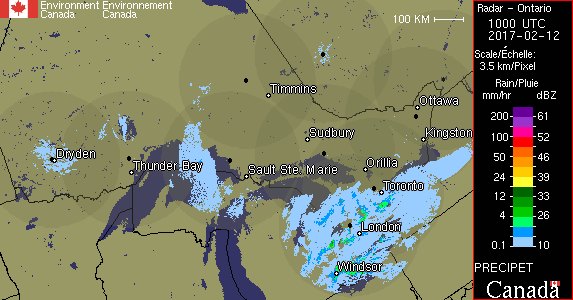 Environment Environnement
Canada Canada
100 KM
Timmins
Ottawa
Sudbury
Kingston
Dryden
Thunder Bay
Sault Ste. Marie
Orillia
Toronto
London
Windsor
Radar - Ontario
1000 UTC
2017-02-12
Scale/Échelle:
3.5 km/Pixel
Rain/Pluie
mm/hr dBZ
200 61
100 52
50 46
24 39
12 33
4 26
0.1 10
PRECIPET
Canada